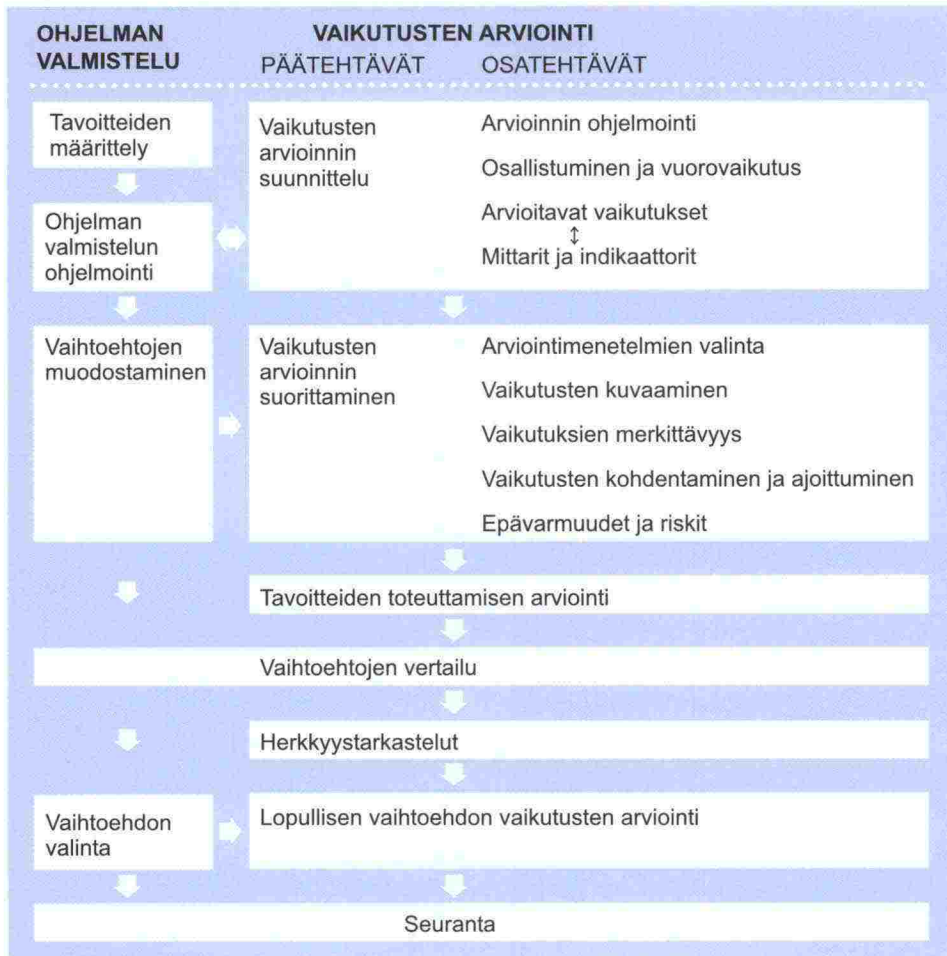 OHJELMAN
VALMISTELU
VAIKUTUSTEN ARVIOINTI
PÄÄTEHTÄVÄT
OSATEHTÄVÄT
Tavoitteiden
määrittely
Ohjelman
valmistelun
ohjelmointi
Vaikutusten
arvioinnin
suunnittelu
Arvioinnin ohjelmointi
Osallistuminen ja vuorovaikutus
Arvioitavat vaikutukset
Mittarit ja indikaattorit
Vaihtoehtojen
muodostaminen
Vaikutusten
arvioinnin
suorittaminen
Arviointimenetelmien valinta
Vaikutusten kuvaaminen
Vaikutuksien merkittävyys
Vaikutusten kohdentaminen ja ajoittuminen
Epävarmuudet ja riskit
Tavoitteiden toteuttamisen arviointi
Vaihtoehtojen vertailu
Herkkyystarkastelut
Vaihtoehdon
valinta
Lopullisen vaihtoehdon vaikutusten arviointi
Seuranta